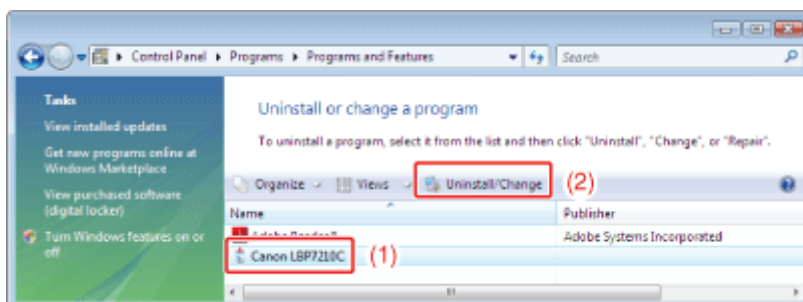 Control Panel ▸ Programs ▸ Programs and Features
Search
Tasks
View installed updates
Get new programs online at
Windows Marketplace
View purchased software
(digital locker)
Turn Windows features on or
off
Uninstall or change a program
To uninstall a program, select it from the list and then click "Uninstall", "Change", or "Repair".
Organize
Views
Uninstall/Change
(2)
Name
Publisher
Adobe Systems Incorporated
Canon LBP7210C
(1)